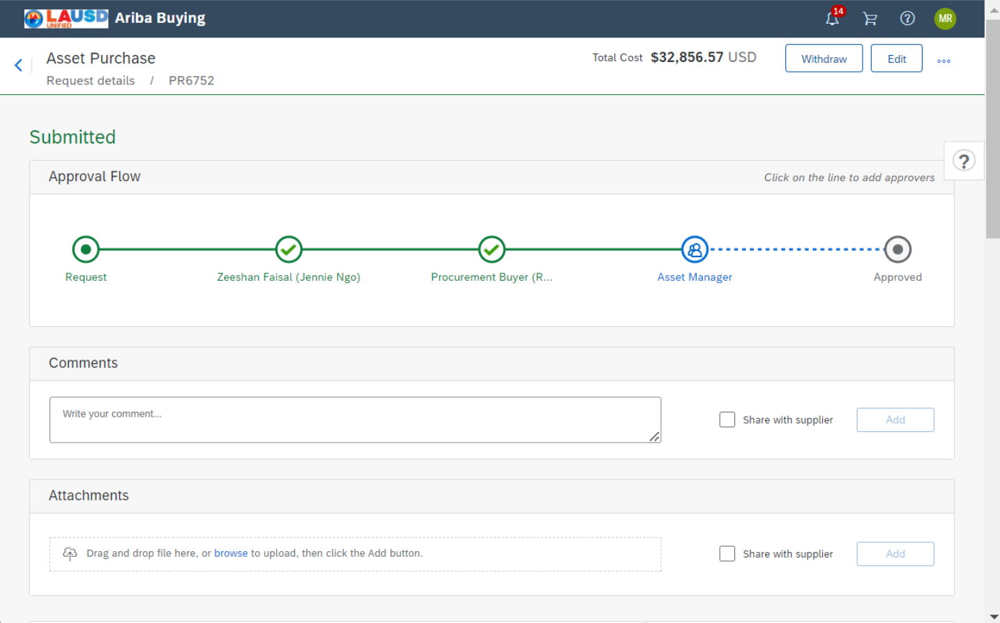 LAUSD
UNIFIED
Ariba Buying
14
MR
Asset Purchase
Request details / PR6752
Total Cost $32,856.57 USD
Withdraw
Edit
Submitted
?
Approval Flow
Click on the line to add approvers
Request
Zeeshan Faisal (Jennie Ngo)
Procurement Buyer (R...
Asset Manager
Approved
Comments
Write your comment...
Share with supplier
Add
Attachments
Drag and drop file here, or browse to upload, then click the Add button.
Share with supplier
Add